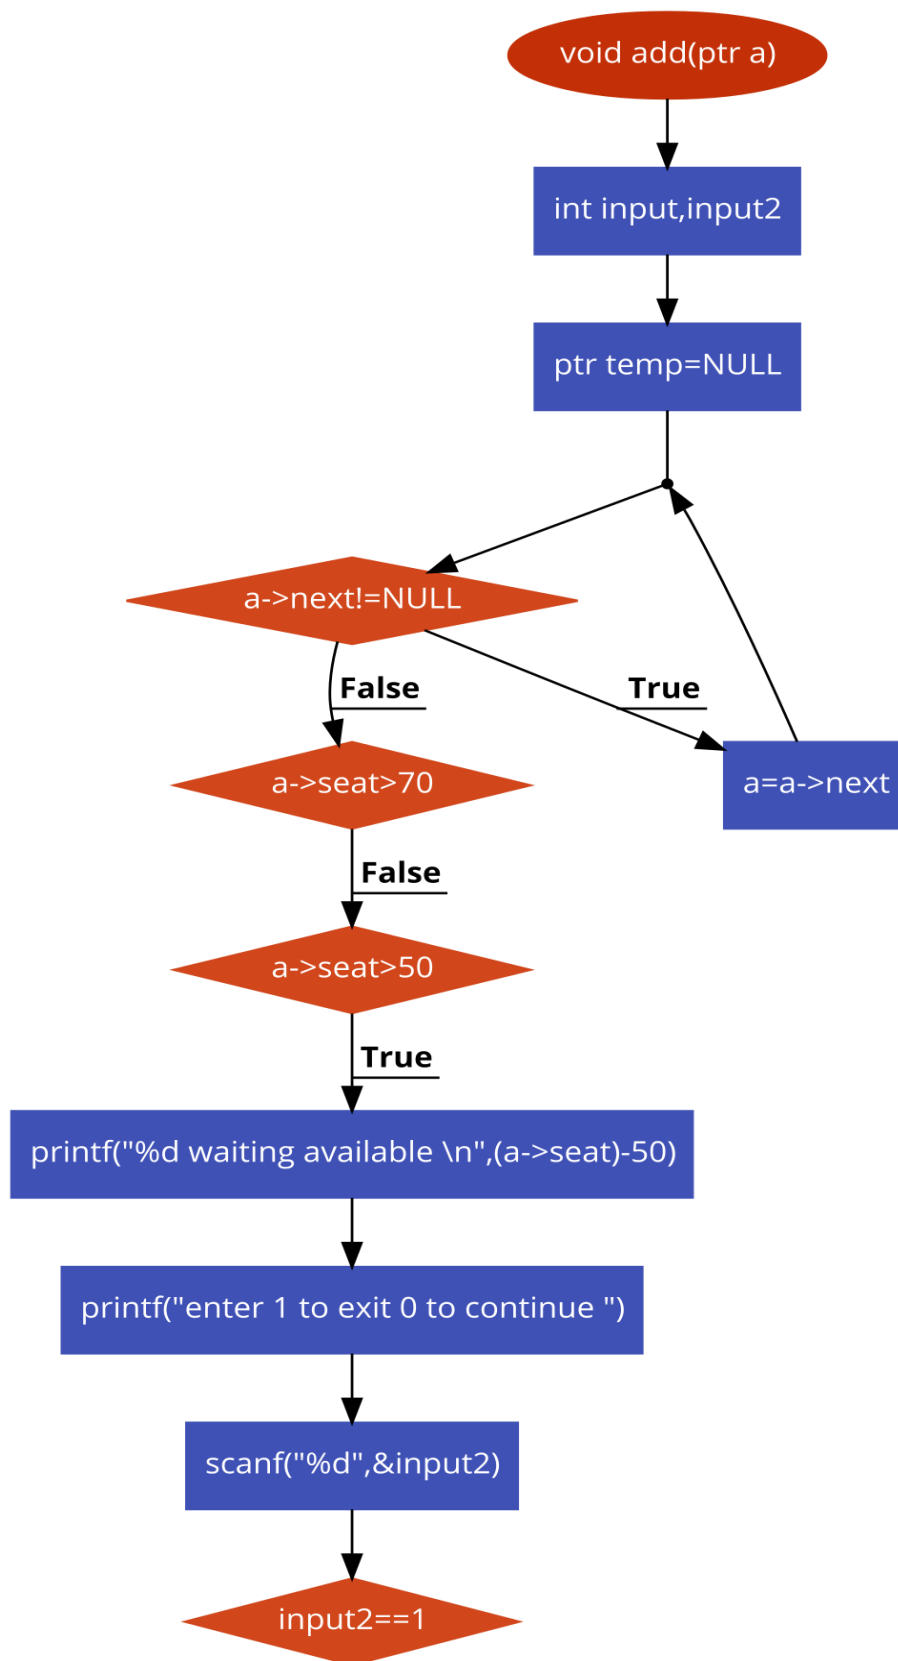 void add(ptr a)
int input,input2
ptr temp=NULL
a->next!=NULL
False
True
a->seat>70
a=a->next
False
a->seat>50
True
printf("%d waiting available \n",(a->seat)-50)
printf("enter 1 to exit 0 to continue ")
scanf("%d",&input2)
input2==1